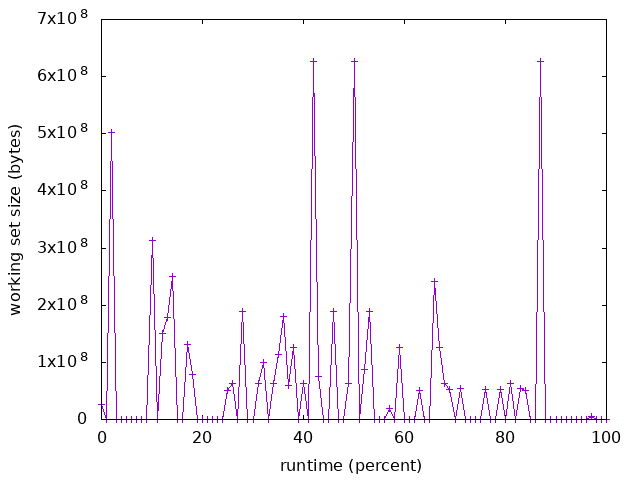 7x10⁸
6x10⁸
5x10⁸
4x10⁸
3x10⁸
2x10⁸
1x10⁸
0
working set size (bytes)
0 20 40 60 80 100
runtime (percent)